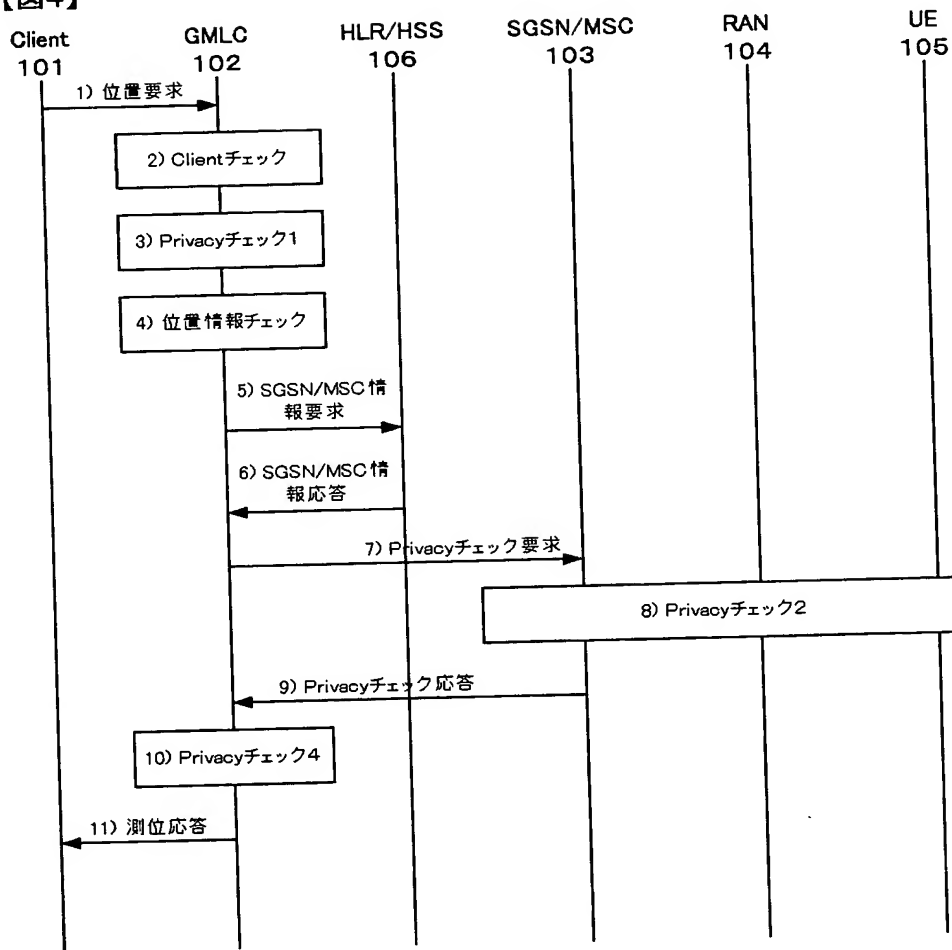 【図4】
Client
101
GMLC
102
HLR/HSS
106
SGSN/MSC
103
RAN
104
UE
105
1) 位置要求
2) Clientチェック
3) Privacyチェック1
4) 位置情報チェック
5) SGSN/MSC情
報要求
6) SGSN/MSC情
報応答
7) Privacyチェック要求
8) Privacyチェック2
9) Privacyチェック応答
10) Privacyチェック4
11) 測位応答